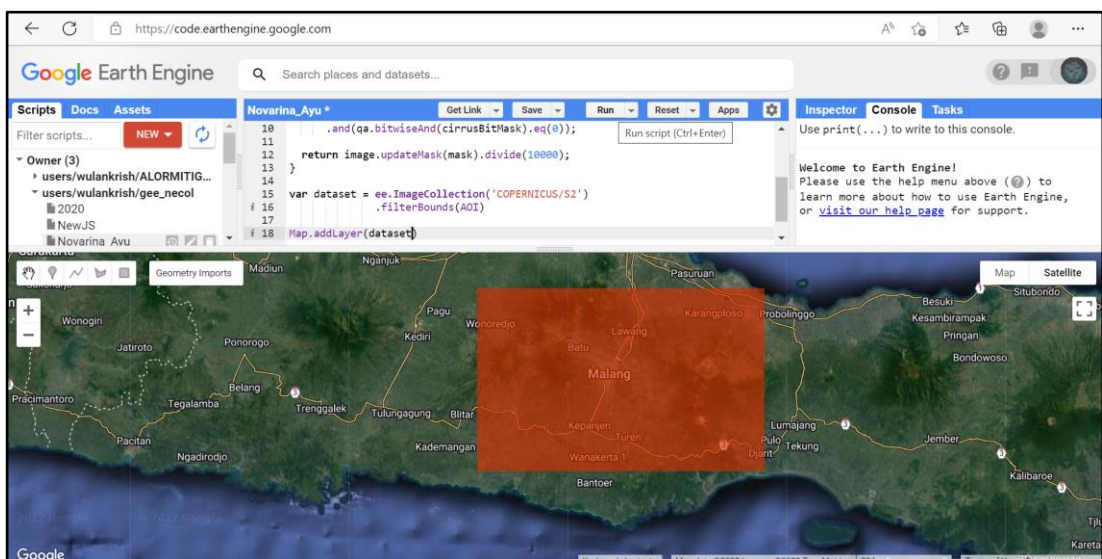 https://code.earthengine.google.com
Google Earth Engine
Search places and datasets...
Scripts Docs Assets
Filter scripts...
NEW
Owner (3)
users/wulankrish/ALORMITIG...
users/wulankrish/gee_necol
2020
NewJS
Novarina_Ayu
Novarina_Ayu *
Get Link
Save
Run
Reset
Apps
Run script (Ctrl+Enter)
10 .and(qa.bitwiseAnd(cirrusBitMask).eq(0));
11
12 return image.updateMask(mask).divide(10000);
13 }
14
15 var dataset = ee.ImageCollection('COPERNICUS/S2')
i 16 .filterBounds(AOI)
17
i 18 Map.addLayer(dataset)
Inspector Console Tasks
Use print(...) to write to this console.
Welcome to Earth Engine!
Please use the help menu above (?) to
learn more about how to use Earth Engine,
or visit our help page for support.
Geometry Imports
Map Satellite
Madiun
Nganjuk
Pasuruan
Besuki
Situbondo
Wonogiri
Pagu
Wonoredjo
Karangploso
Probolinggo
Kesambirampak
Jatiroto
Ponorogo
Kediri
Lawang
Batu
Pringan
Bondowoso
Malang
Belang
Pracimantoro
Tegalamba
Trenggalek
Tulungagung
Blitar
Kepanjen
Turen
Lumajang
Pulo
Djarit
Tekung
Jember
Pacitan
Ngadirodjo
Kademangan
Wanakerta 1
Bantoer
Kalibaroe
Kareta
Google